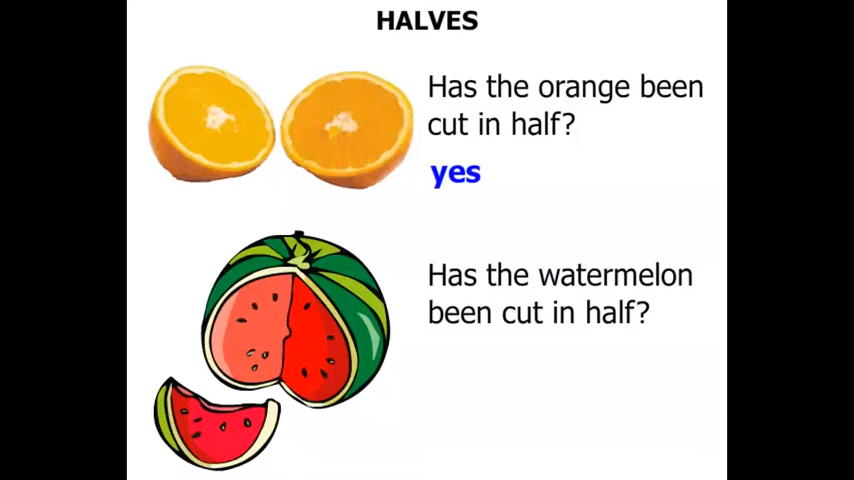 HALVES
Has the orange been
cut in half?
yes
Has the watermelon
been cut in half?